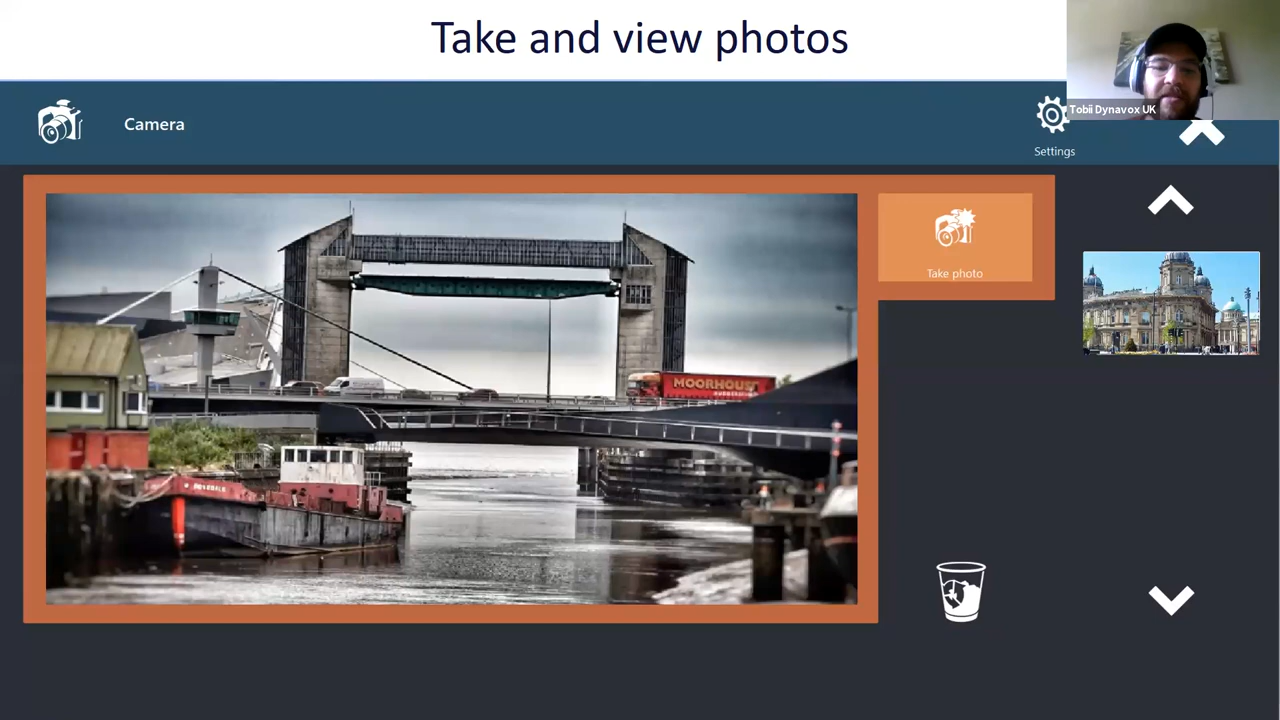 Take and view photos
Tobii Dynavox UK
Camera
Settings
Take photo
MOORHOUSE